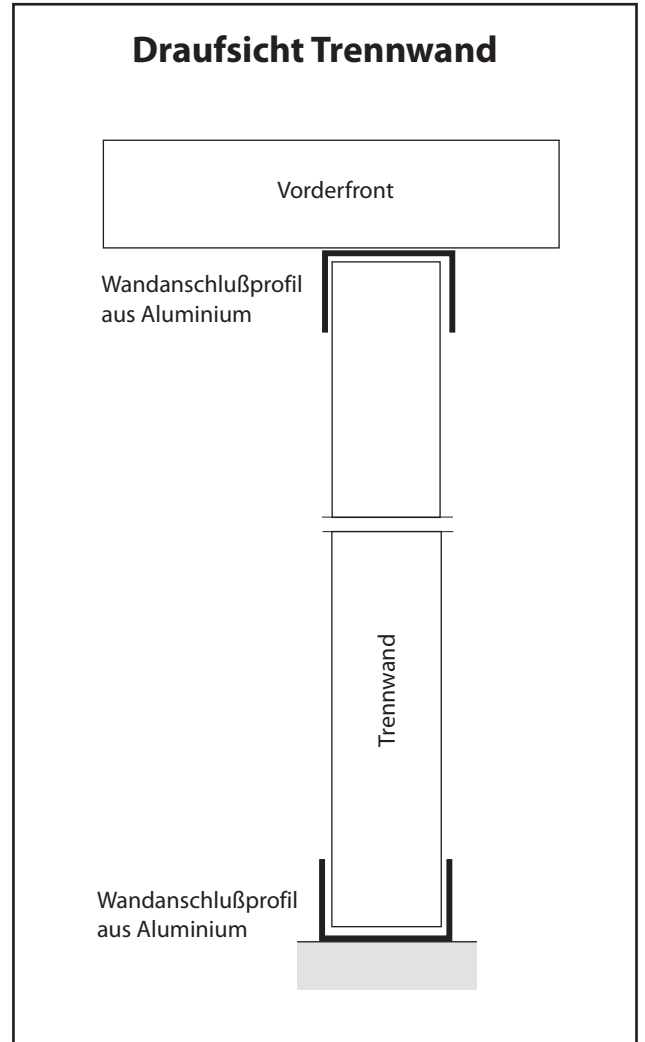 Draufsicht Trennwand
Vorderfront
Wandanschlußprofil
aus Aluminium
Trennwand
Wandanschlußprofil
aus Aluminium